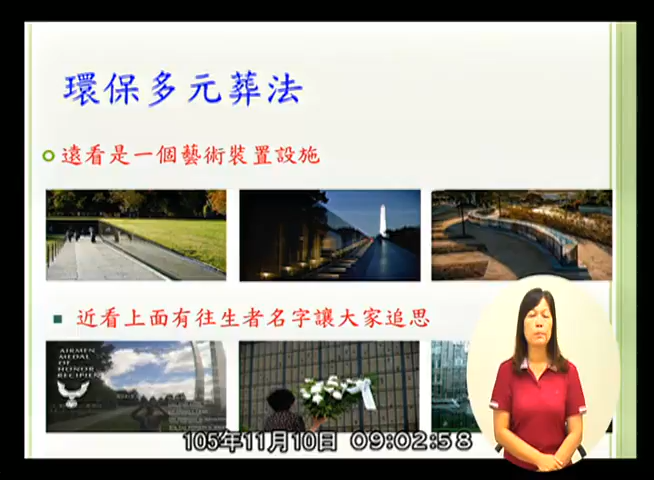 環保多元葬法
遠看是一個藝術裝置設施
近看上面有往生者名字讓大家追思
AIRMEN
MEDAL
OF
HONOR
RECIPIEN
105年11月10日 09:02:58